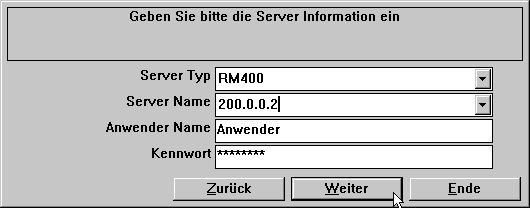 Geben Sie bitte die Server Information ein
Server Typ RM400
Server Name 200.0.0.2
Anwender Name Anwender
Kennwort ********
Zurück Weiter Ende